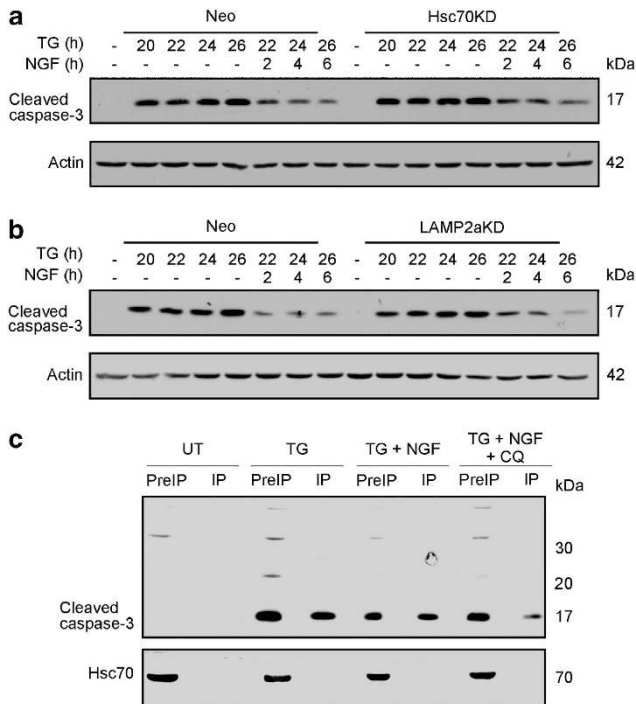 a
Neo Hsc70KD
TG (h) - 20 22 24 26 22 24 26 - 20 22 24 26 22 24 26
NGF (h) - - - - - 2 4 6 - - - - - 2 4 6 kDa
Cleaved caspase-3 17
Actin 42
b
Neo LAMP2aKD
TG (h) - 20 22 24 26 22 24 26 - 20 22 24 26 22 24 26
NGF (h) - - - - - 2 4 6 - - - - - 2 4 6 kDa
Cleaved caspase-3 17
Actin 42
c
UT TG TG + NGF TG + NGF + CQ
PreIP IP PreIP IP PreIP IP PreIP IP kDa
30
20
Cleaved caspase-3 17
Hsc70 70